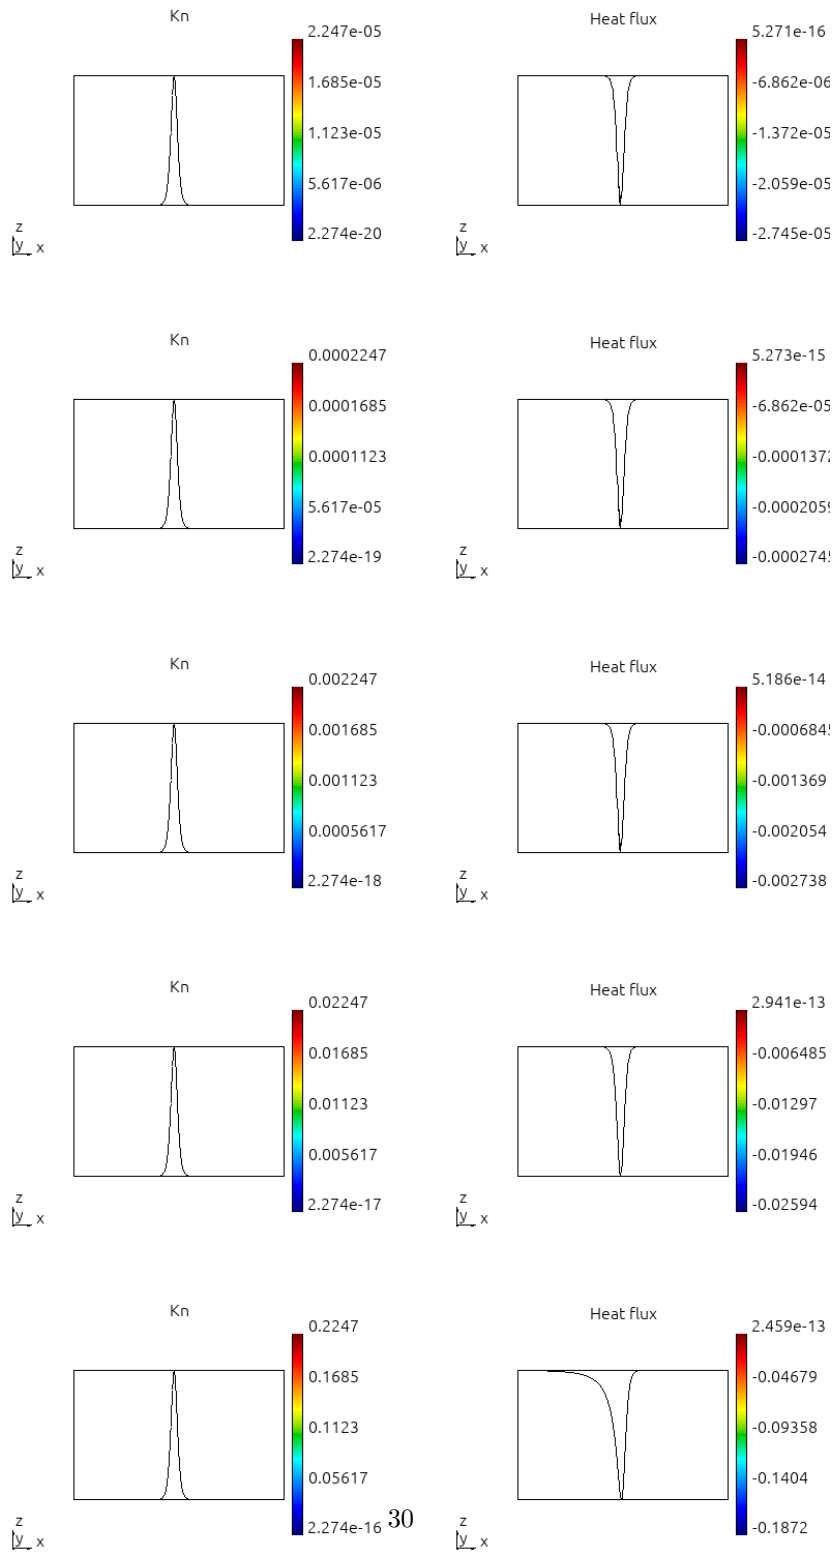 Kn
2.247e-05
1.685e-05
1.123e-05
5.617e-06
2.274e-20
z
y x
Heat flux
5.271e-16
-6.862e-06
-1.372e-05
-2.059e-05
-2.745e-05
z
y x
Kn
0.0002247
0.0001685
0.0001123
5.617e-05
2.274e-19
z
y x
Heat flux
5.273e-15
-6.862e-05
-0.0001372
-0.0002059
-0.0002745
z
y x
Kn
0.002247
0.001685
0.001123
0.0005617
2.274e-18
z
y x
Heat flux
5.186e-14
-0.0006845
-0.001369
-0.002054
-0.002738
z
y x
Kn
0.02247
0.01685
0.01123
0.005617
2.274e-17
z
y x
Heat flux
2.941e-13
-0.006485
-0.01297
-0.01946
-0.02594
z
y x
Kn
0.2247
0.1685
0.1123
0.05617
2.274e-16
z
y x
Heat flux
2.459e-13
-0.04679
-0.09358
-0.1404
-0.1872
z
y x
30